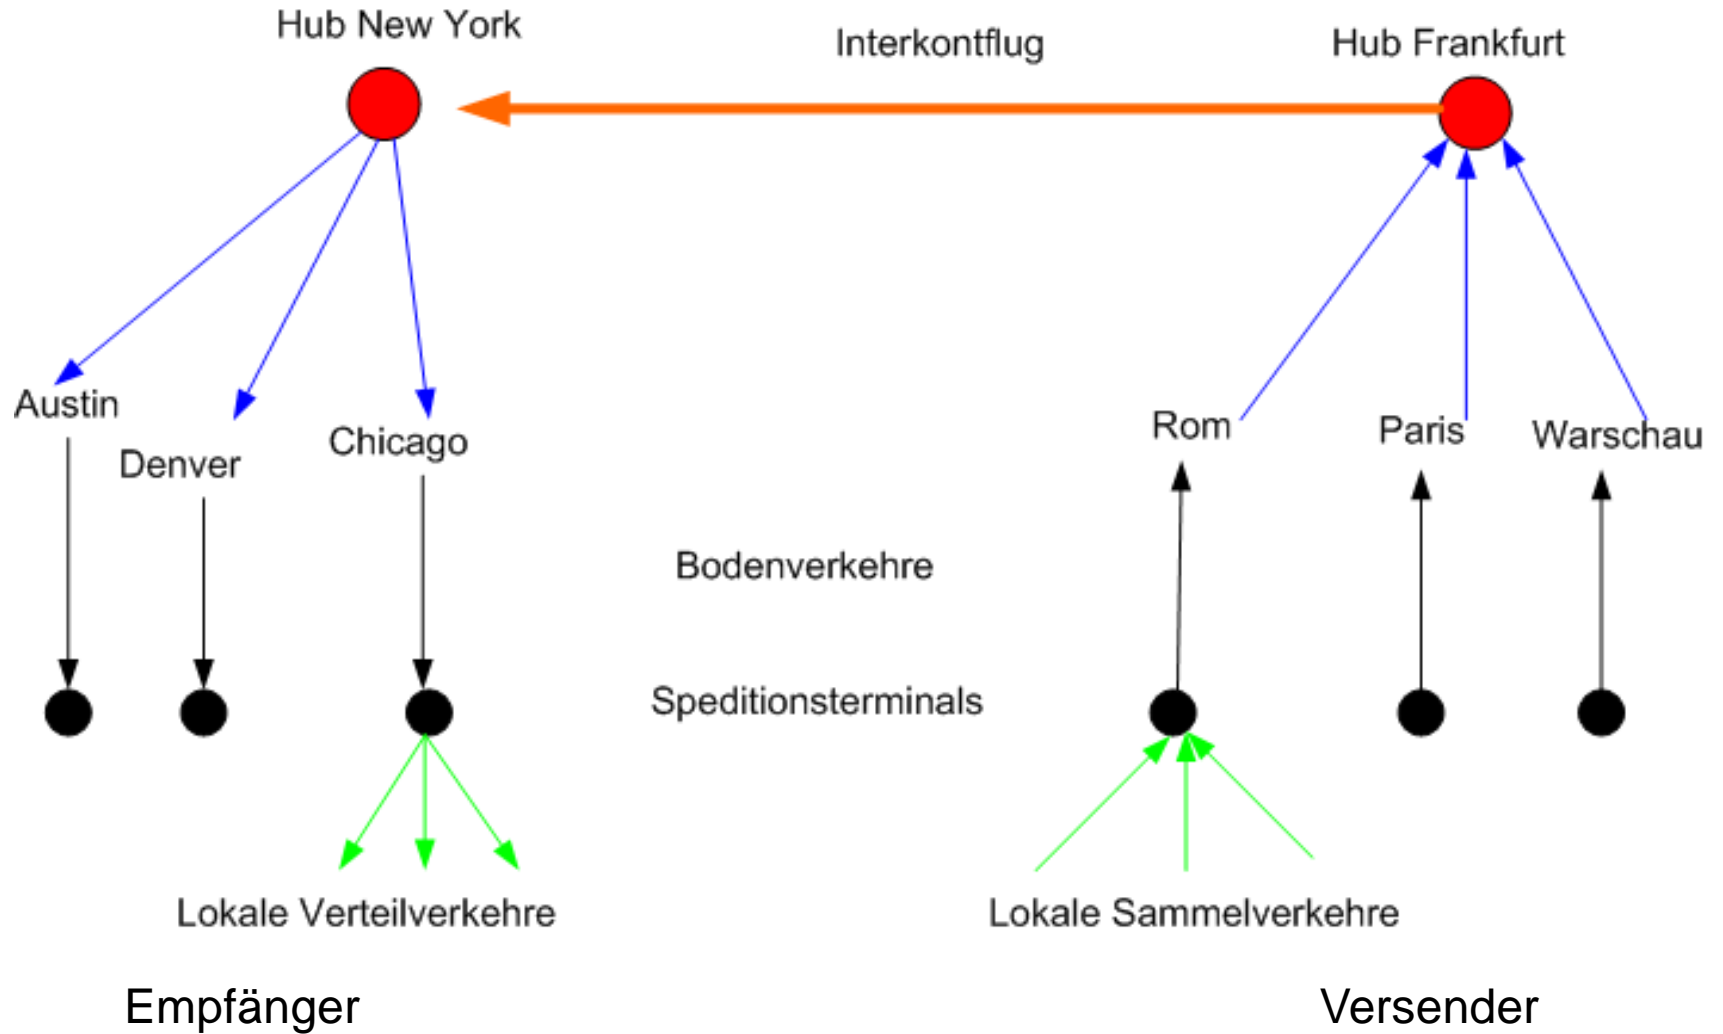 Hub New York
Interkontflug
Hub Frankfurt
Austin
Denver
Chicago
Rom
Paris
Warschau
Bodenverkehre
Speditionsterminals
Lokale Verteilverkehre
Lokale Sammelverkehre
Empfänger
Versender